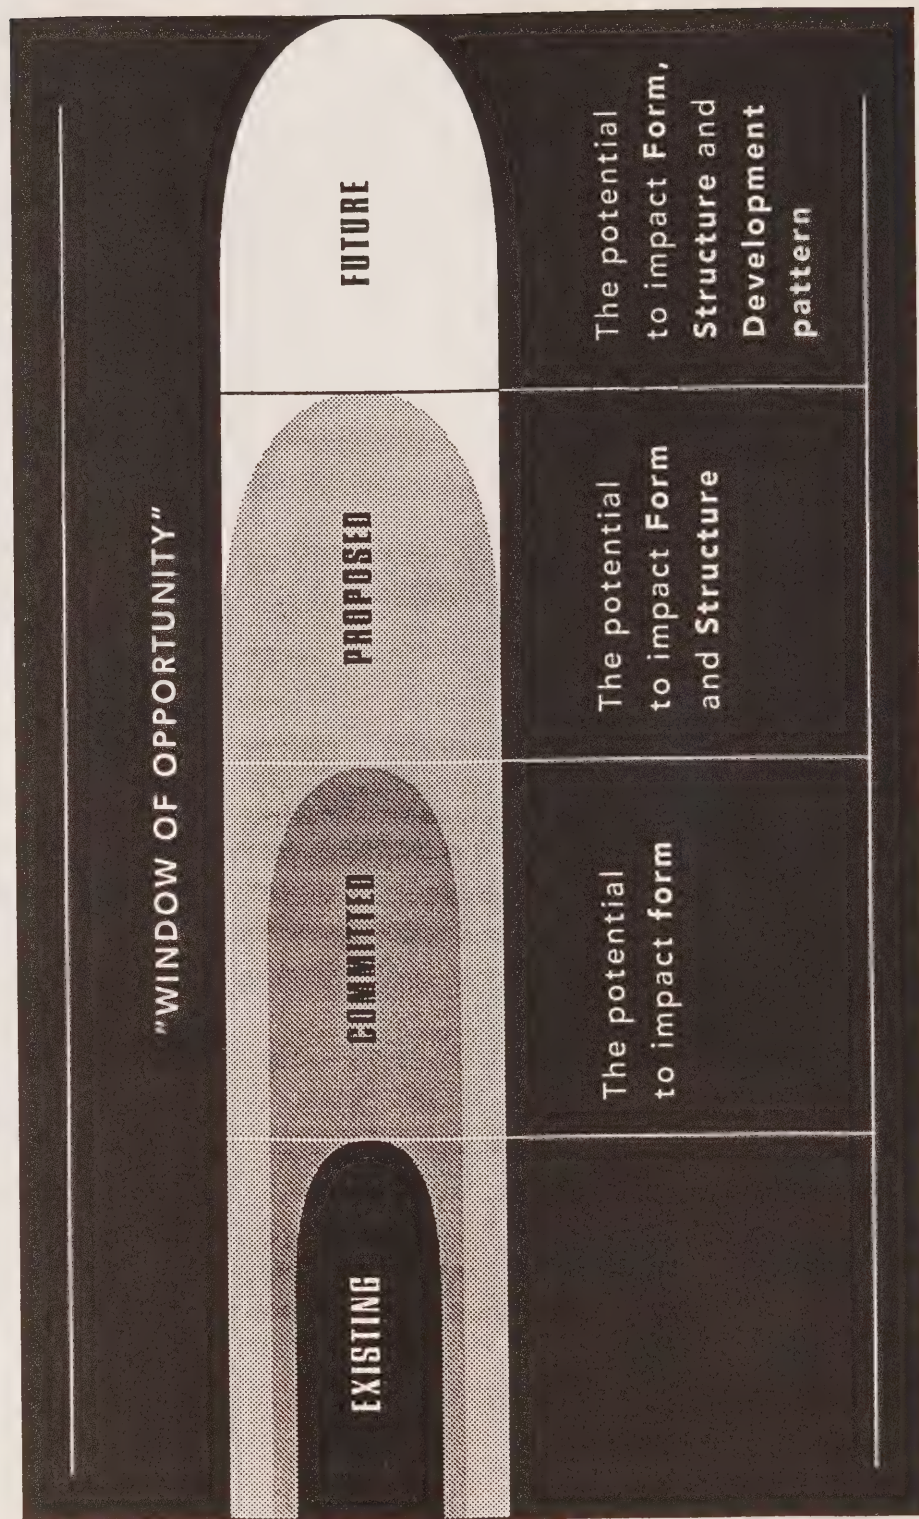 "WINDOW OF OPPORTUNITY"
EXISTING
COMMITTED
PROPOSED
FUTURE
The potential
to impact form
The potential
to impact Form
and Structure
The potential
to impact Form,
Structure and
Development
pattern